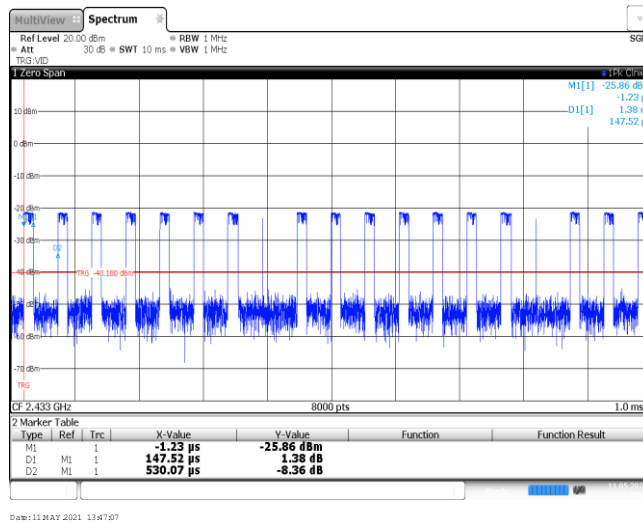 MultiView Spectrum
Ref Level 20.00 dBm RBW 1 MHz SGL
Att 30 dB SWT 10 ms VBW 1 MHz
TRG:VID
1 Zero Span 1Pk Clrw
M1[1] -25.86 dB
-1.23 µ
D1[1] 1.38 d
147.52 µ
10 dBm
0 dBm
-10 dBm
-20 dBm
-30 dBm
D2
-40 dBm
TRG -40.100 dBm
-50 dBm
-60 dBm
-70 dBm
TRG
CF 2.433 GHz 8000 pts 1.0 ms
2 Marker Table
Type Ref Trc X-Value Y-Value Function Function Result
M1 1 -1.23 µs -25.86 dBm
D1 M1 1 147.52 µs 1.38 dB
D2 M1 1 530.07 µs -8.36 dB
Date:11.MAY.2021 13:47:07